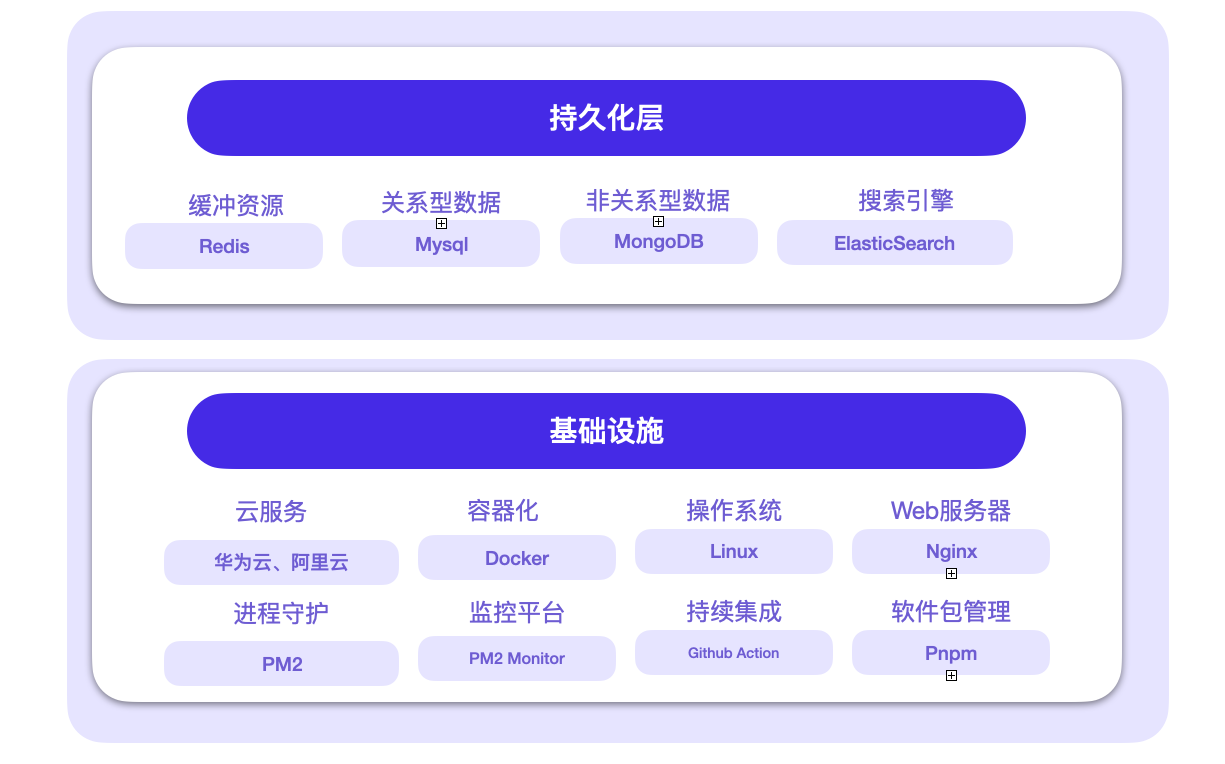 持久化层
缓冲资源
Redis
关系型数据
Mysql
非关系型数据
MongoDB
搜索引擎
ElasticSearch
基础设施
云服务
华为云、阿里云
容器化
Docker
操作系统
Linux
Web服务器
Nginx
进程守护
PM2
监控平台
PM2 Monitor
持续集成
Github Action
软件包管理
Pnpm